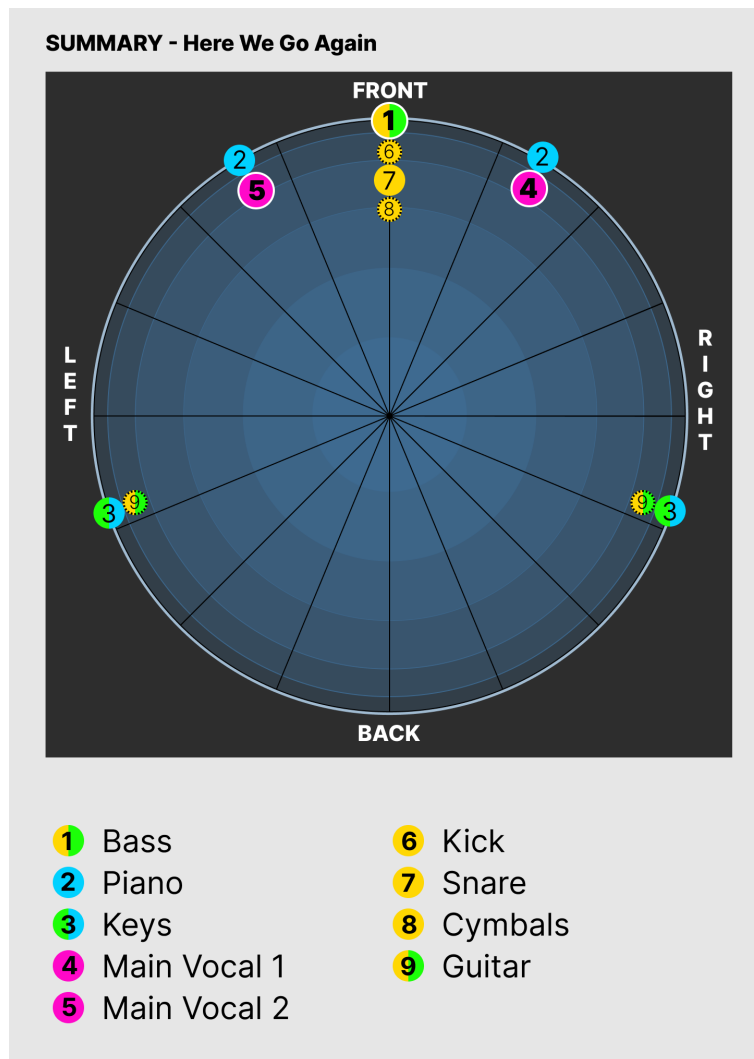 SUMMARY - Here We Go Again
FRONT
1
2
6
2
5
7
4
8
LEFT
RIGHT
9
9
3
3
BACK
1 Bass
2 Piano
3 Keys
4 Main Vocal 1
5 Main Vocal 2
6 Kick
7 Snare
8 Cymbals
9 Guitar